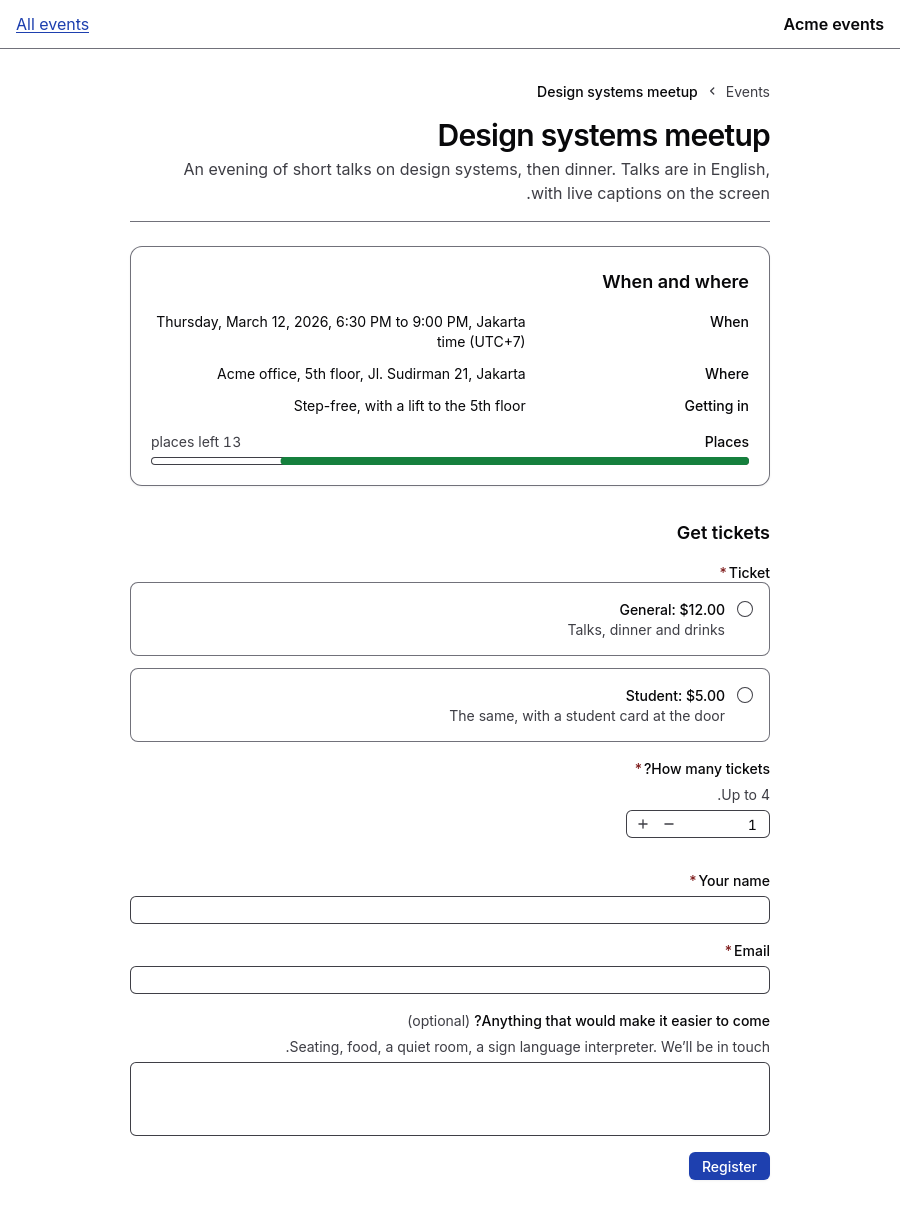 Acme events
All events
Events
Design systems meetup
Design systems meetup
An evening of short talks on design systems, then dinner. Talks are in English,
.with live captions on the screen
When and where
When
Thursday, March 12, 2026, 6:30 PM to 9:00 PM, Jakarta
time (UTC+7)
Where
Acme office, 5th floor, Jl. Sudirman 21, Jakarta
Getting in
Step-free, with a lift to the 5th floor
Places
places left 13
Get tickets
* Ticket
General: $12.00
Talks, dinner and drinks
Student: $5.00
The same, with a student card at the door
* ?How many tickets
.Up to 4
+ − 1
* Your name
* Email
(optional) ?Anything that would make it easier to come
.Seating, food, a quiet room, a sign language interpreter. We’ll be in touch
Register